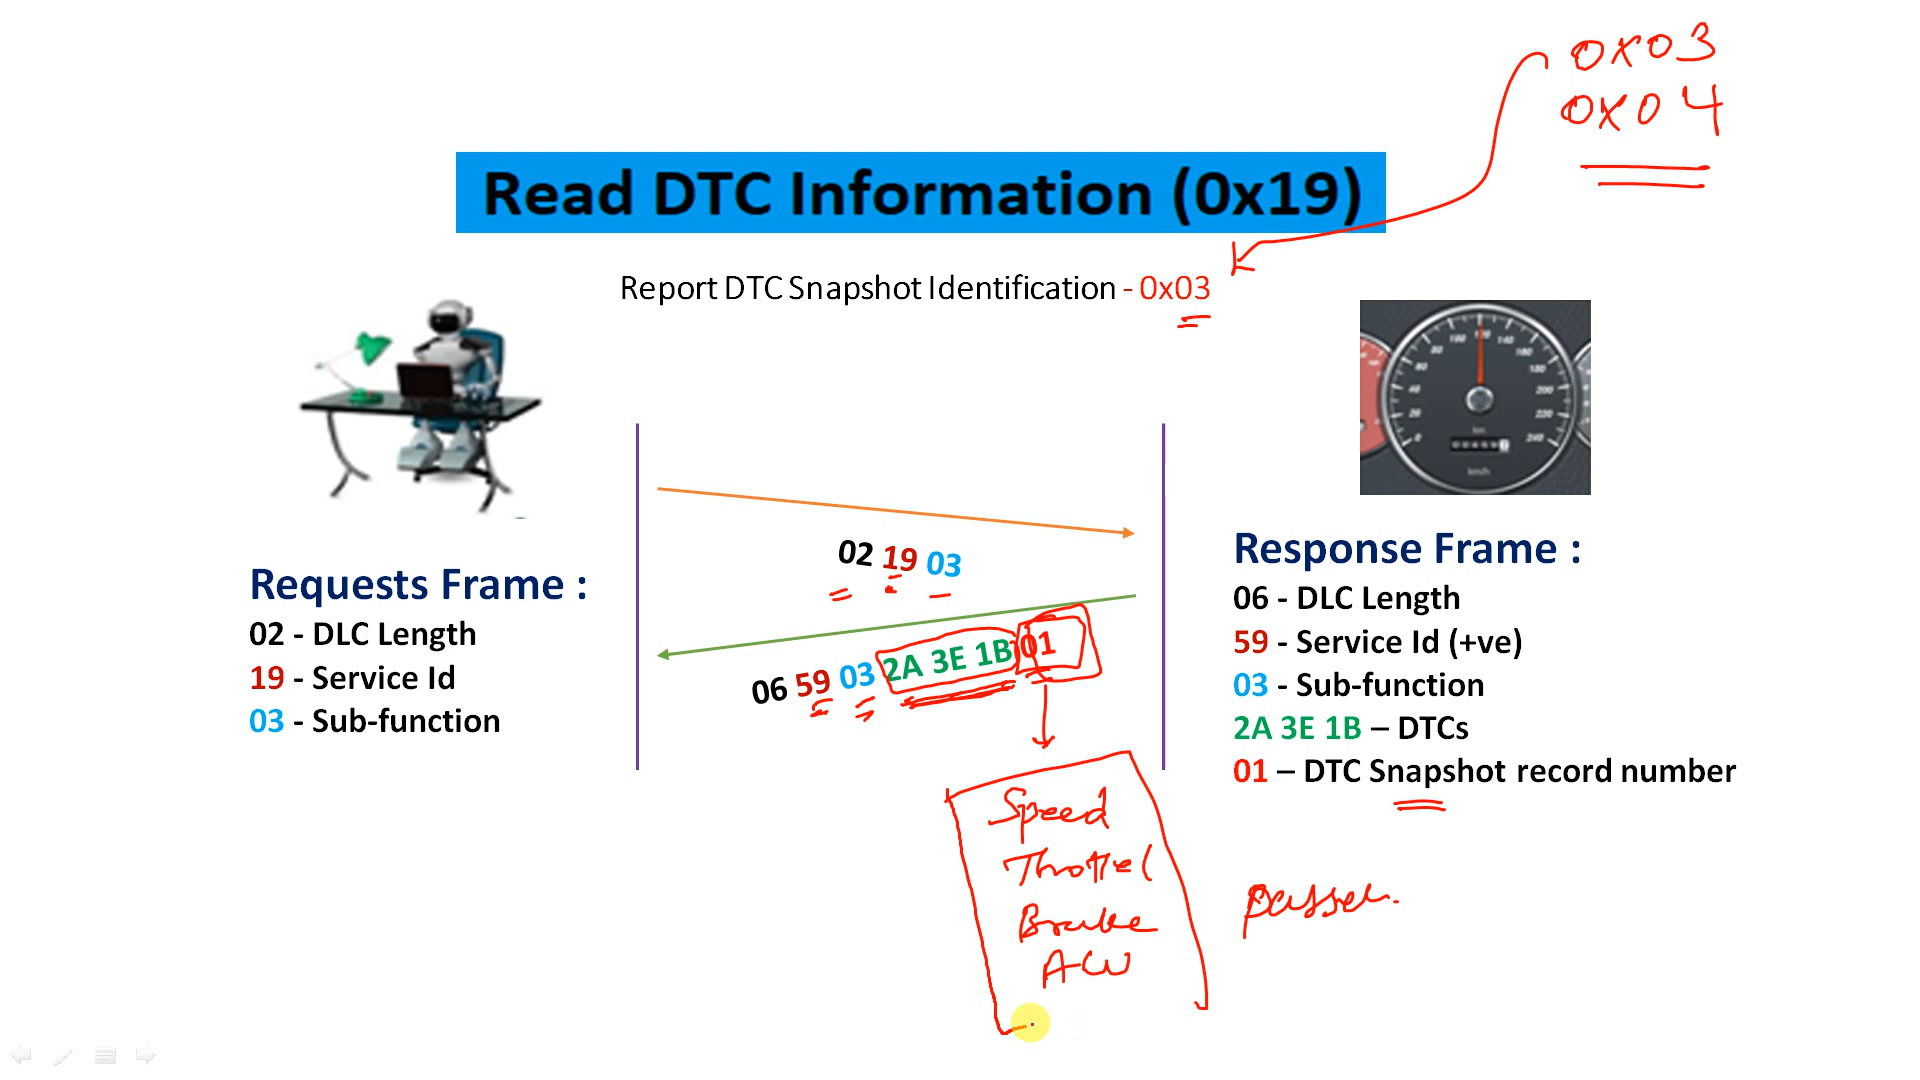 0x03
0x04
Read DTC Information (0x19)
Report DTC Snapshot Identification - 0x03
02 19 03
06 59 03 2A 3E 1B 01
Requests Frame :
02 - DLC Length
19 - Service Id
03 - Sub-function
Response Frame :
06 - DLC Length
59 - Service Id (+ve)
03 - Sub-function
2A 3E 1B – DTCs
01 – DTC Snapshot record number
Speed
Throttel
Brake